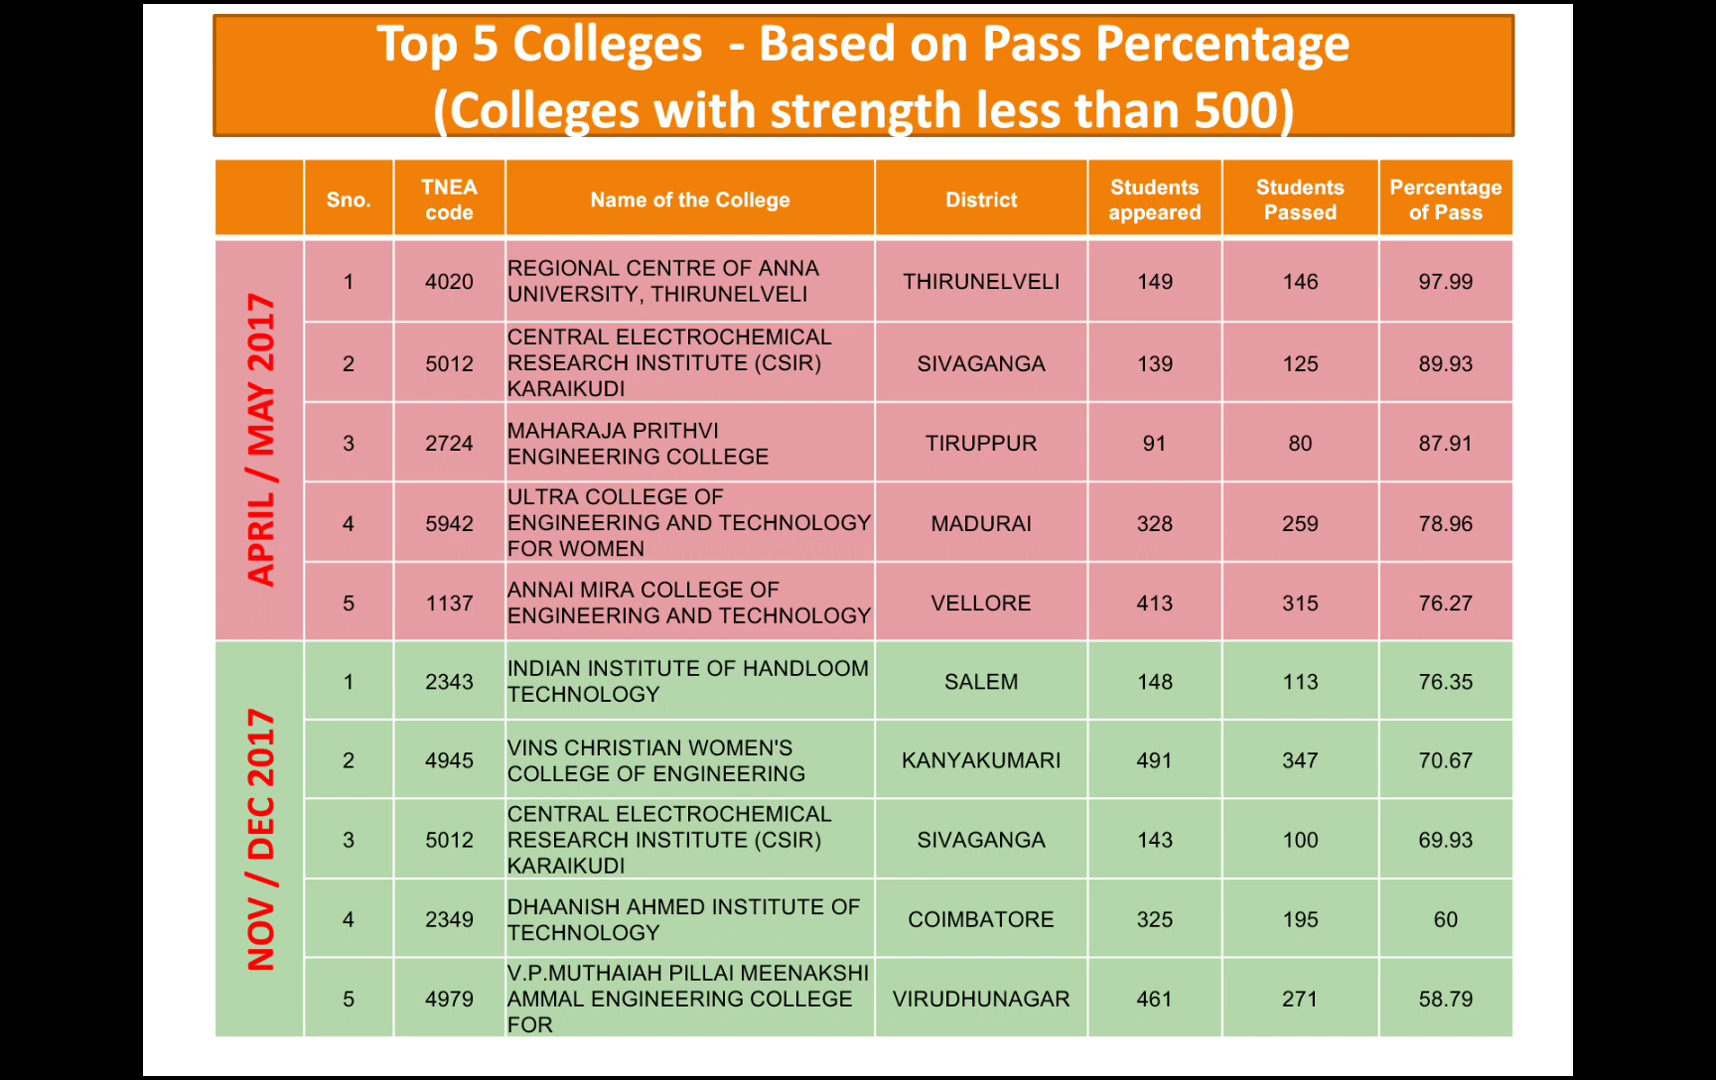 Top 5 Colleges  - Based on Pass Percentage
(Colleges with strength less than 500)
Sno. TNEA code Name of the College District Students appeared Students Passed Percentage of Pass
APRIL / MAY 2017
1 4020 REGIONAL CENTRE OF ANNA UNIVERSITY, THIRUNELVELI THIRUNELVELI 149 146 97.99
2 5012 CENTRAL ELECTROCHEMICAL RESEARCH INSTITUTE (CSIR) KARAIKUDI SIVAGANGA 139 125 89.93
3 2724 MAHARAJA PRITHVI ENGINEERING COLLEGE TIRUPPUR 91 80 87.91
4 5942 ULTRA COLLEGE OF ENGINEERING AND TECHNOLOGY FOR WOMEN MADURAI 328 259 78.96
5 1137 ANNAI MIRA COLLEGE OF ENGINEERING AND TECHNOLOGY VELLORE 413 315 76.27
NOV / DEC 2017
1 2343 INDIAN INSTITUTE OF HANDLOOM TECHNOLOGY SALEM 148 113 76.35
2 4945 VINS CHRISTIAN WOMEN'S COLLEGE OF ENGINEERING KANYAKUMARI 491 347 70.67
3 5012 CENTRAL ELECTROCHEMICAL RESEARCH INSTITUTE (CSIR) KARAIKUDI SIVAGANGA 143 100 69.93
4 2349 DHAANISH AHMED INSTITUTE OF TECHNOLOGY COIMBATORE 325 195 60
5 4979 V.P.MUTHAIAH PILLAI MEENAKSHI AMMAL ENGINEERING COLLEGE FOR VIRUDHUNAGAR 461 271 58.79